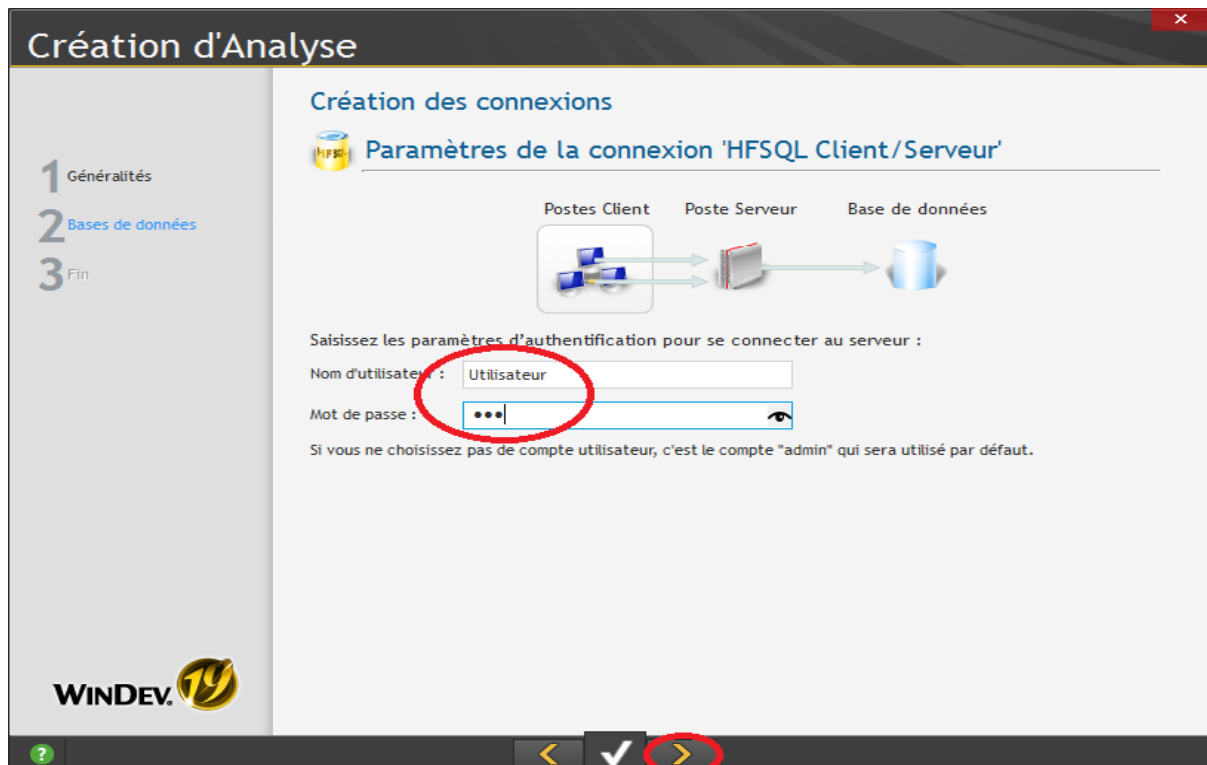 Création d'Analyse
Création des connexions
HFSQL
Paramètres de la connexion 'HFSQL Client/Serveur'
1 Généralités
2 Bases de données
3 Fin
Postes Client Poste Serveur Base de données
Saisissez les paramètres d'authentification pour se connecter au serveur :
Nom d'utilisateur : Utilisateur
Mot de passe : •••
Si vous ne choisissez pas de compte utilisateur, c'est le compte "admin" qui sera utilisé par défaut.
WINDEV. 19
?